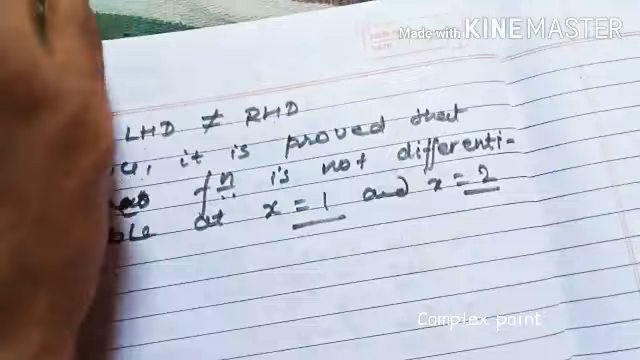 Made with KINEMASTER
LHD ≠ RHD
it is proved that
is not differenti-
at x = 1 and x = 2
Complex point